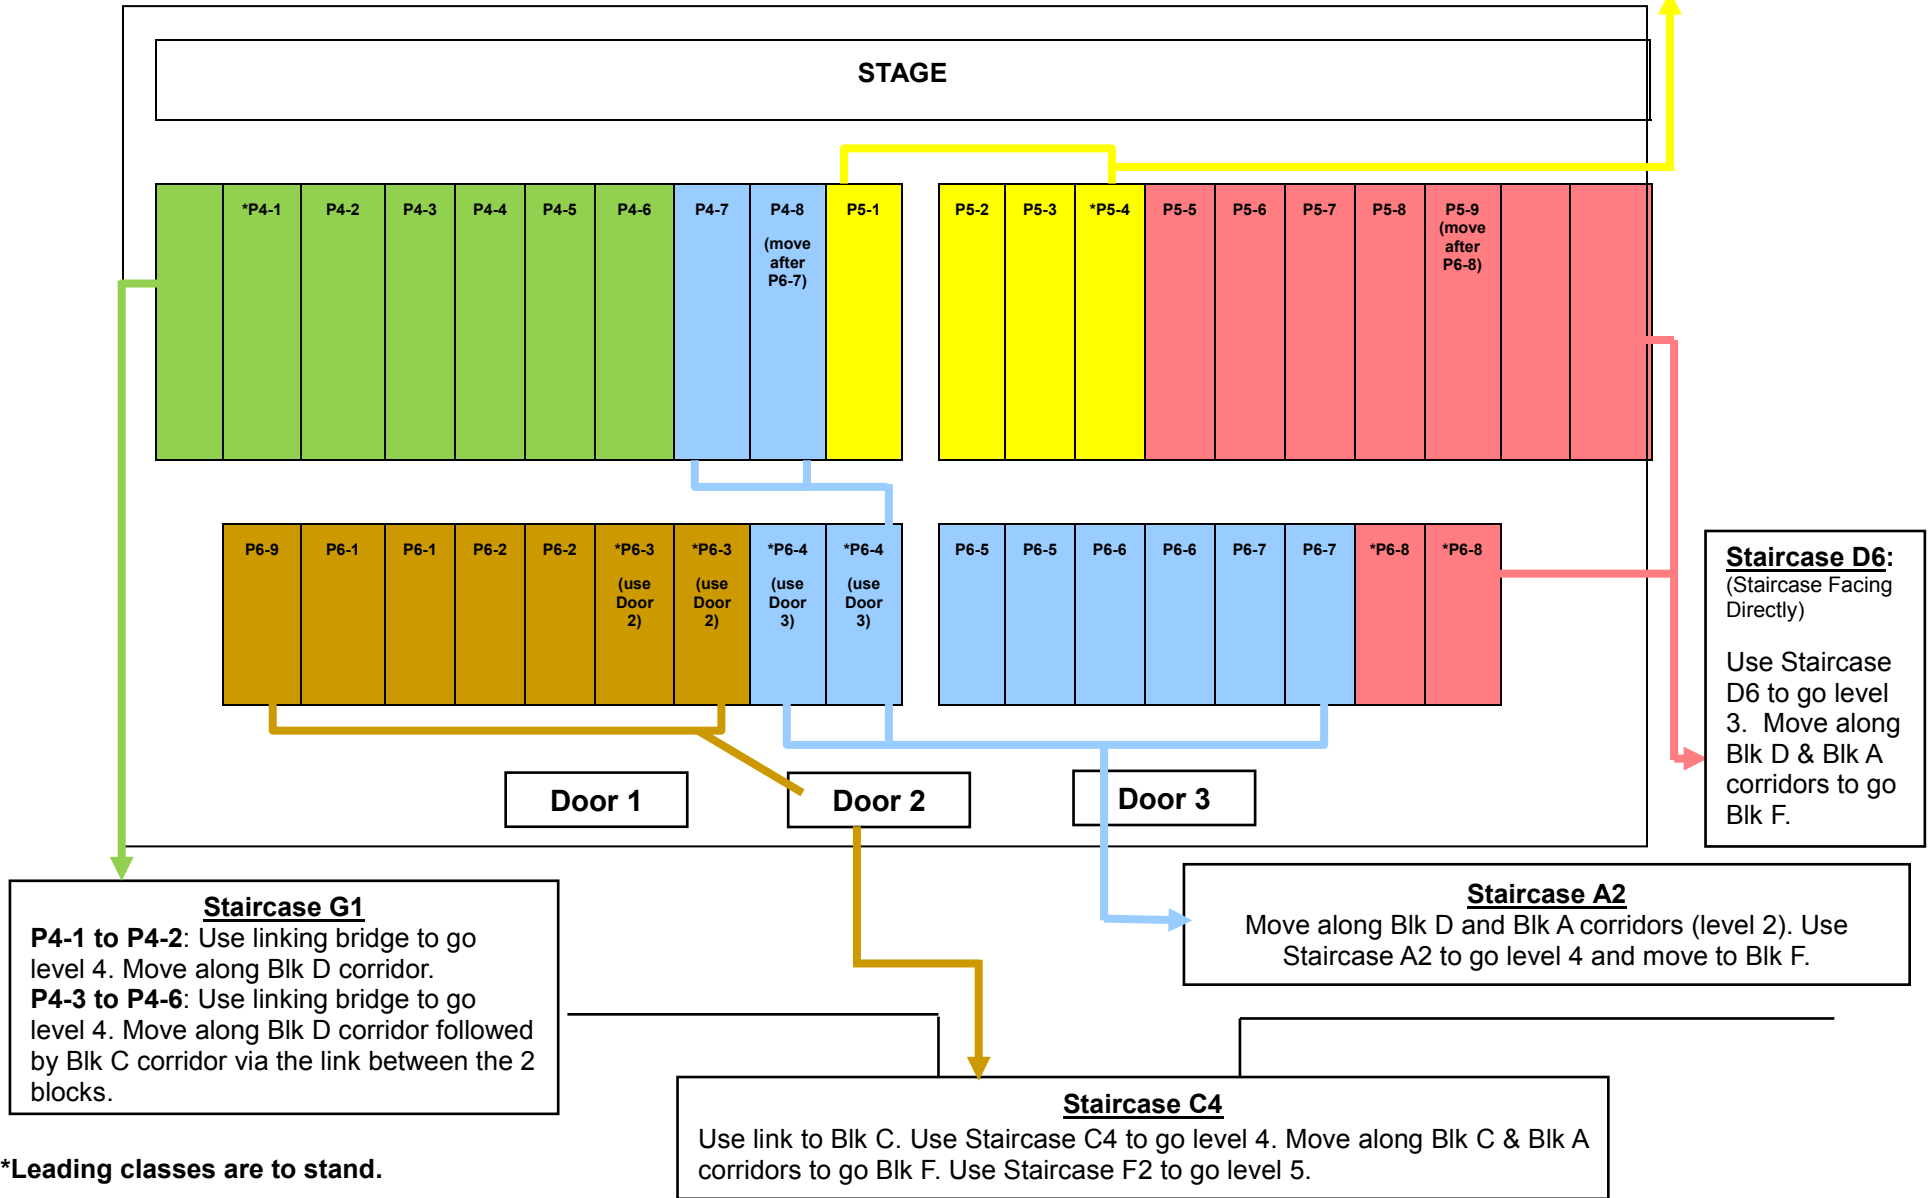 STAGE
*P4-1
P4-2
P4-3
P4-4
P4-5
P4-6
P4-7
P4-8
(move
after
P6-7)
P5-1
P5-2
P5-3
*P5-4
P5-5
P5-6
P5-7
P5-8
P5-9
(move
after
P6-8)
P6-9
P6-1
P6-1
P6-2
P6-2
*P6-3
(use
Door
2)
*P6-3
(use
Door
2)
*P6-4
(use
Door
3)
*P6-4
(use
Door
3)
P6-5
P6-5
P6-6
P6-6
P6-7
P6-7
*P6-8
*P6-8
Staircase D6:
(Staircase Facing
Directly)
Use Staircase
D6 to go level
3. Move along
Blk D & Blk A
corridors to go
Blk F.
Door 1
Door 2
Door 3
Staircase G1
P4-1 to P4-2: Use linking bridge to go
level 4. Move along Blk D corridor.
P4-3 to P4-6: Use linking bridge to go
level 4. Move along Blk D corridor followed
by Blk C corridor via the link between the 2
blocks.
Staircase A2
Move along Blk D and Blk A corridors (level 2). Use
Staircase A2 to go level 4 and move to Blk F.
Staircase C4
Use link to Blk C. Use Staircase C4 to go level 4. Move along Blk C & Blk A
corridors to go Blk F. Use Staircase F2 to go level 5.
*Leading classes are to stand.